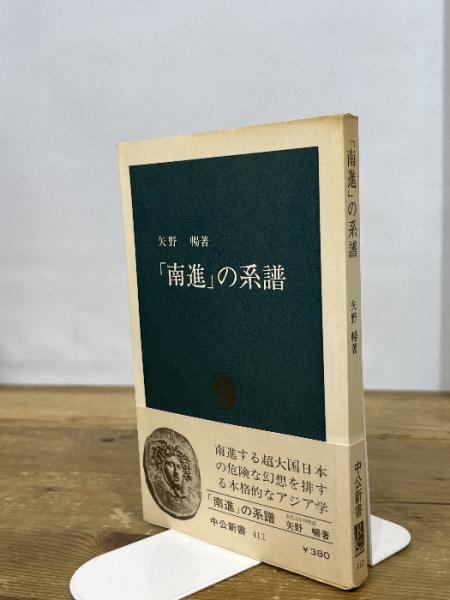 矢野 暢著
「南進」の系譜
南進する超大国日本
の危険な幻想を排す
る本格的なアジア学
「南進」の系譜
矢野 暢著
中公新書 412
¥380
「南進」の系譜
矢野 暢著
中公新書
412